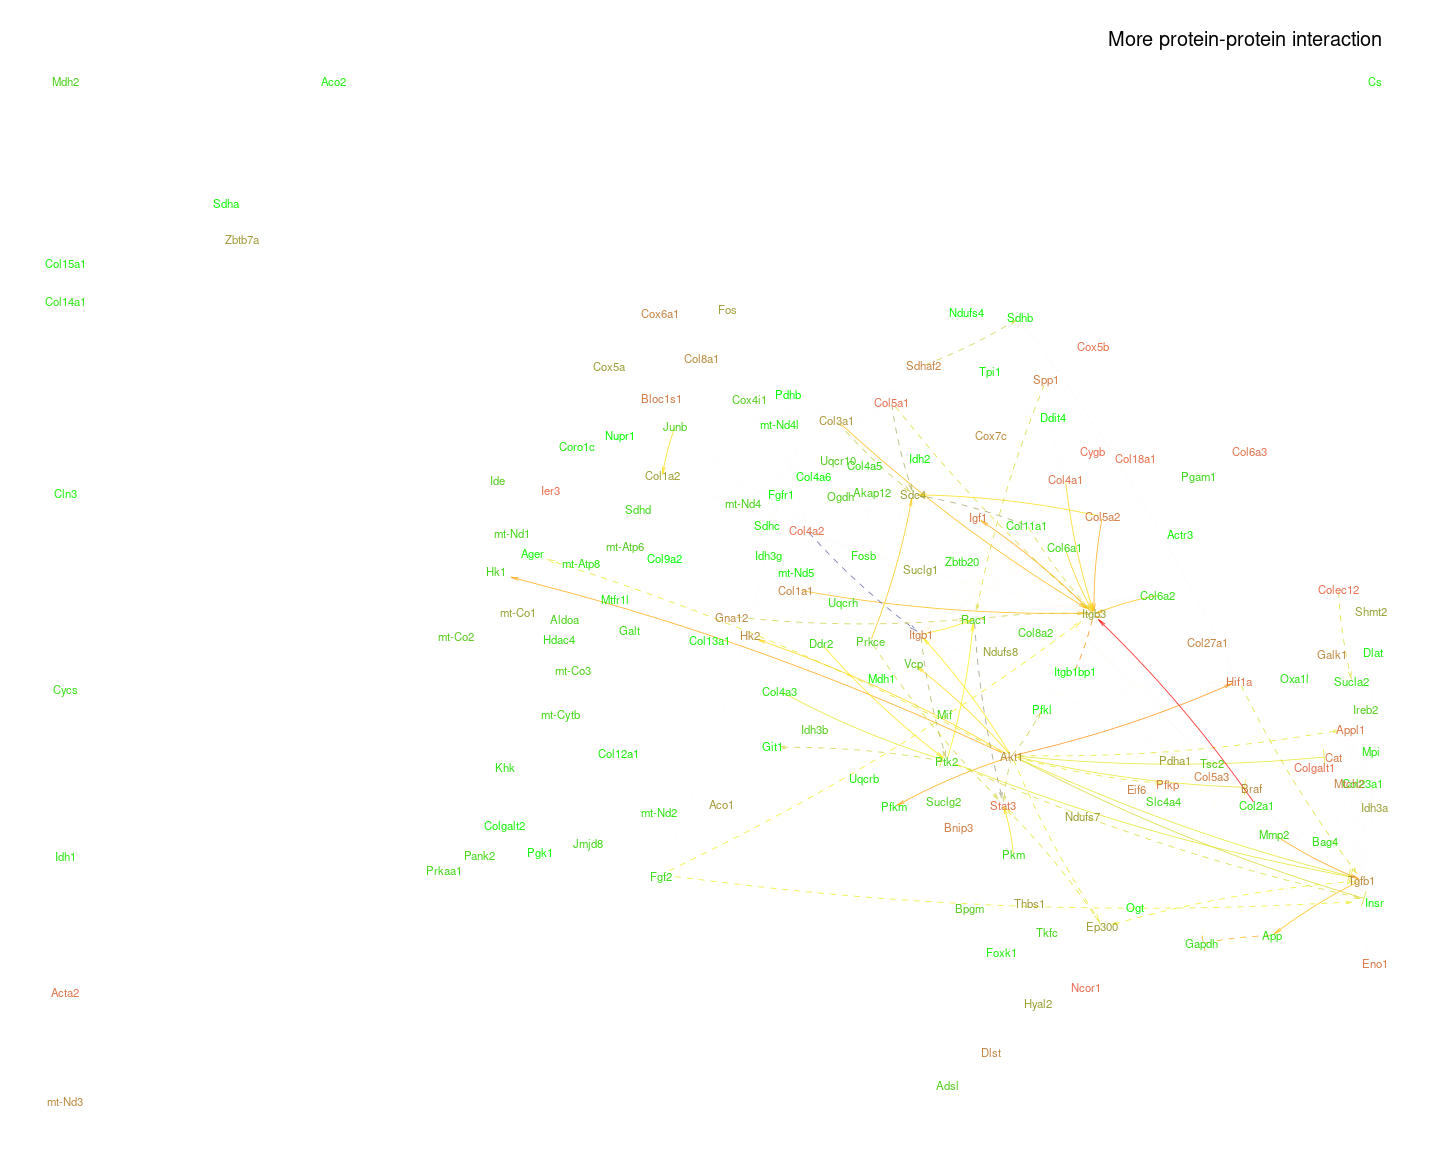 More protein-protein interaction
Mdh2
Aco2
Cs
Sdha
Zbtb7a
Col15a1
Col14a1
Cox6a1
Fos
Ndufs4
Sdhb
Cox5b
Cox5a
Col8a1
Sdhaf2
Tpi1
Spp1
Bloc1s1
Cox4i1
Pdhb
Col5a1
Ddit4
Junb
mt-Nd4l
Col3a1
Cox7c
Nupr1
Coro1c
Cygb
Col18a1
Col6a3
Uqcr10
Col4a5
Idh2
Col1a2
Col4a6
Col4a1
Pgam1
Ide
Ier3
Cln3
Fgfr1
Ogdh
Akap12
Sdc4
mt-Nd4
Sdhd
Igf1
Col5a2
Sdhc
Col4a2
Col11a1
mt-Nd1
Actr3
Ager
mt-Atp6
Col9a2
Idh3g
Fosb
Col6a1
mt-Atp8
Zbtb20
Hk1
mt-Nd5
Suclg1
Col1a1
Colec12
Mtfr1l
Uqcrh
Col6a2
mt-Co1
Shmt2
Aldoa
Gna12
Rac1
Itgb3
Galt
Hk2
Itgb1
Col8a2
mt-Co2
Hdac4
Col13a1
Ddr2
Prkce
Col27a1
Ndufs8
Galk1
Dlat
Vcp
mt-Co3
Itgb1bp1
Mdh1
Hif1a
Oxa1l
Sucla2
Cycs
Col4a3
mt-Cytb
Mif
Pfkl
Ireb2
Idh3b
Appl1
Git1
Col12a1
Akt1
Cat
Mpi
Khk
Ptk2
Pdha1
Tsc2
Colgalt1
Uqcrb
Col5a3
Pfkp
Eif6
Braf
Col23a1
Suclg2
Slc4a4
Aco1
Pfkm
Stat3
Col2a1
Idh3a
mt-Nd2
Ndufs7
Colgalt2
Bnip3
Mmp2
Bag4
Jmjd8
Pgk1
Pank2
Pkm
Idh1
Prkaa1
Fgf2
Tgfb1
Thbs1
Insr
Bpgm
Ogt
Ep300
Tkfc
App
Gapdh
Foxk1
Eno1
Ncor1
Acta2
Hyal2
Dlst
Adsl
mt-Nd3